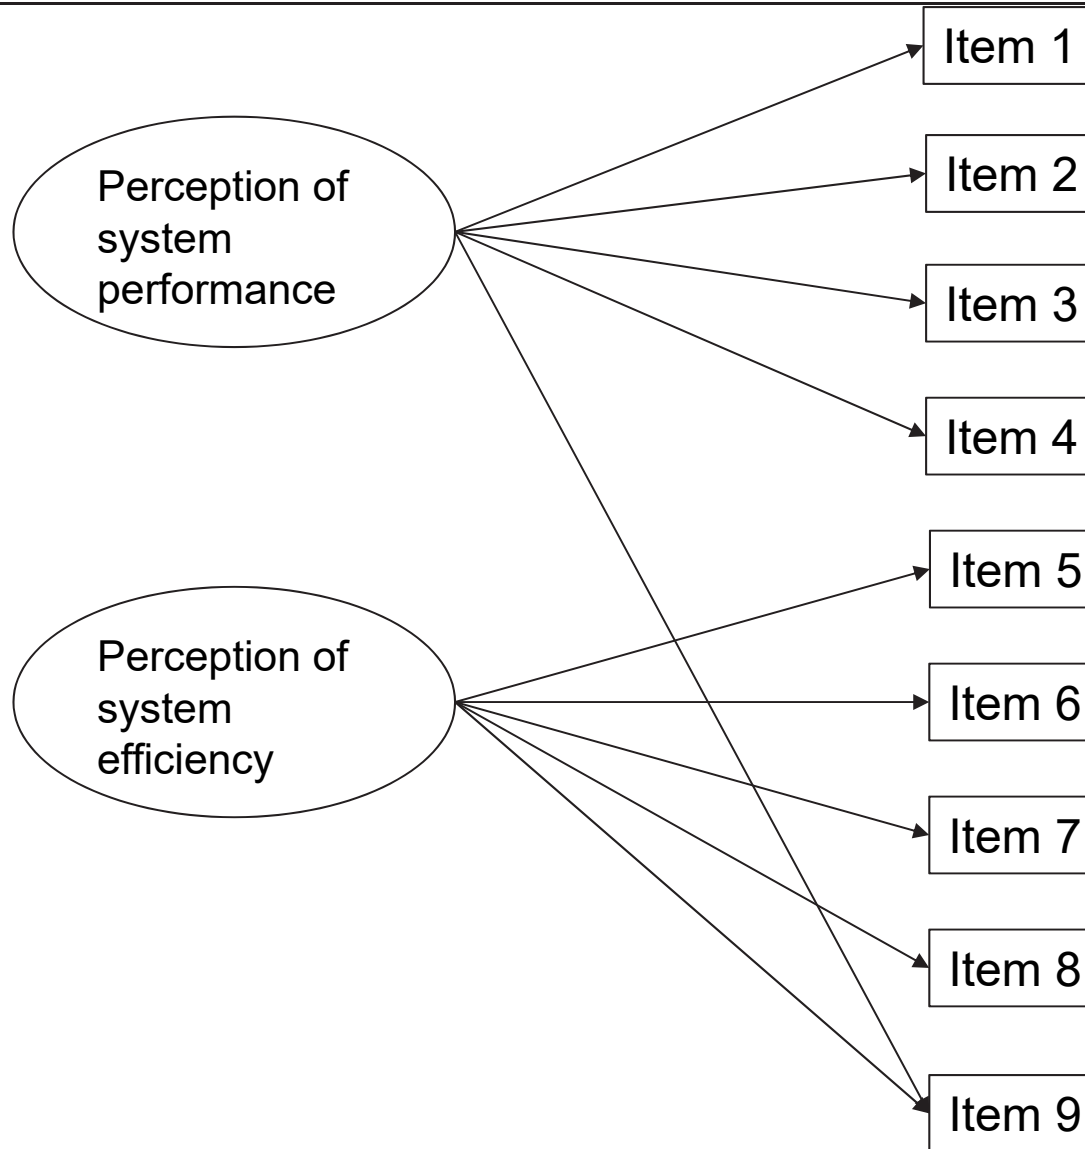 Item 1
Perception of
system
performance
Item 2
Item 3
Item 4
Item 5
Perception of
system
efficiency
Item 6
Item 7
Item 8
Item 9